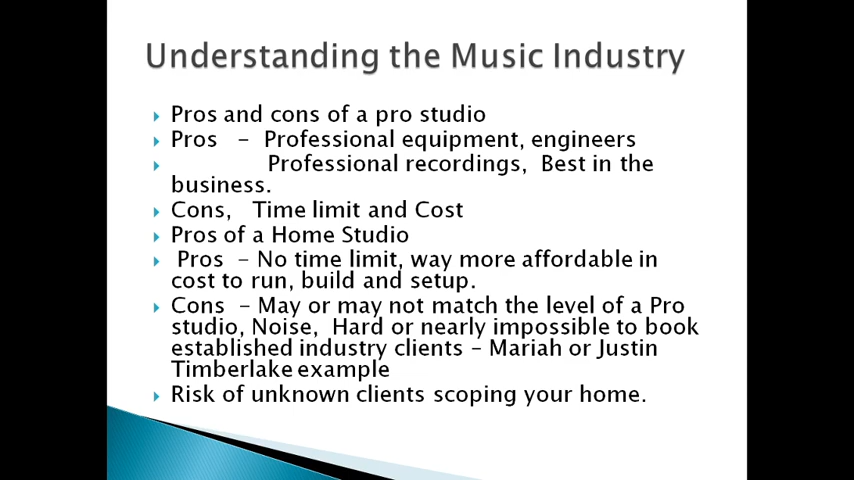 Understanding the Music Industry
Pros and cons of a pro studio
Pros – Professional equipment, engineers
Professional recordings, Best in the
business.
Cons, Time limit and Cost
Pros of a Home Studio
Pros – No time limit, way more affordable in
cost to run, build and setup.
Cons – May or may not match the level of a Pro
studio, Noise, Hard or nearly impossible to book
established industry clients – Mariah or Justin
Timberlake example
Risk of unknown clients scoping your home.